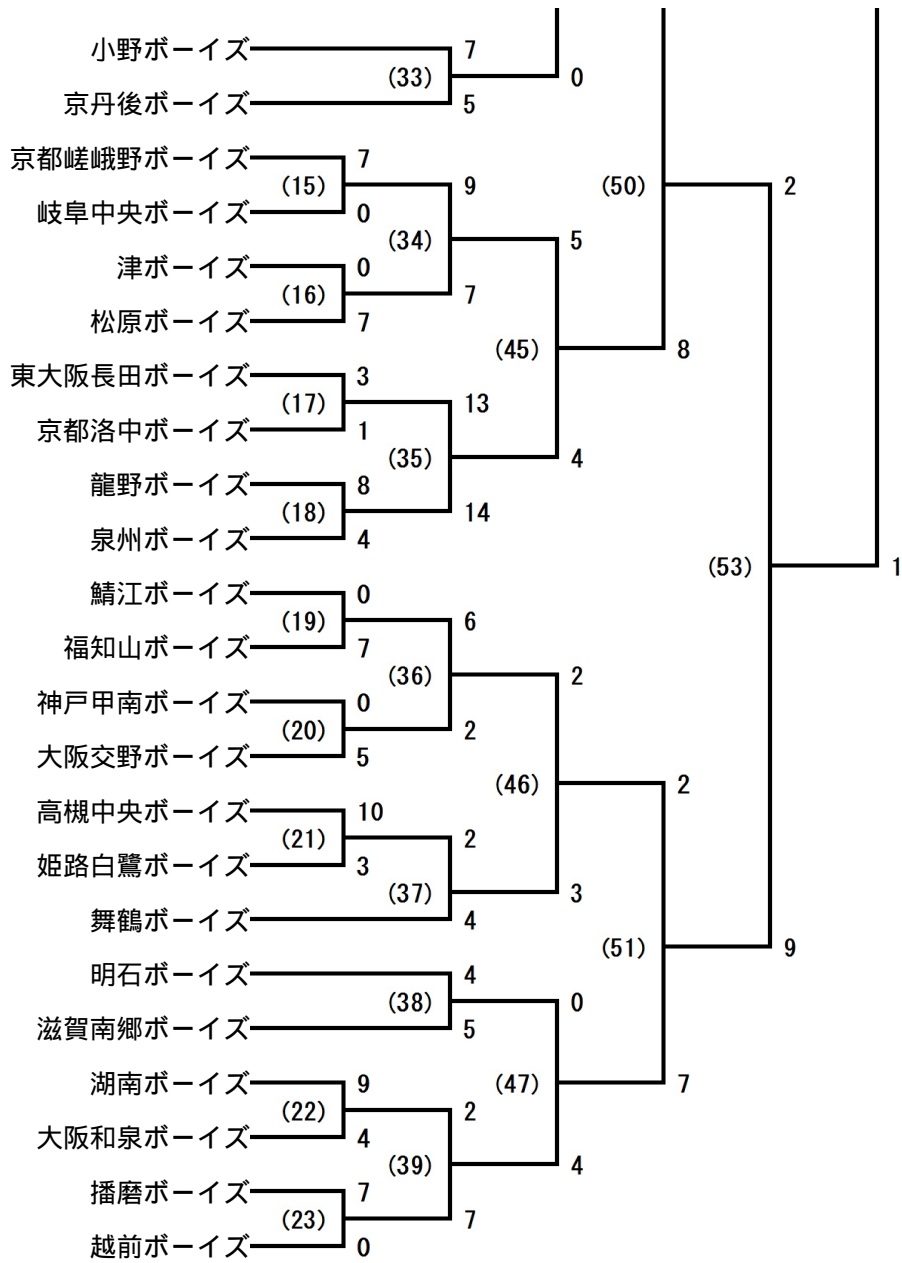 小野ボーイズ 7
(33) 0
京丹後ボーイズ 5
京都嵯峨野ボーイズ 7
(15) 9 (50) 2
岐阜中央ボーイズ 0
(34) 5
津ボーイズ 0
(16) 7
松原ボーイズ 7
(45) 8
東大阪長田ボーイズ 3
(17) 13
京都洛中ボーイズ 1
(35) 4
龍野ボーイズ 8
(18) 14
泉州ボーイズ 4
(53) 1
鯖江ボーイズ 0
(19) 6
福知山ボーイズ 7
(36) 2
神戸甲南ボーイズ 0
(20) 2
大阪交野ボーイズ 5
(46) 2
高槻中央ボーイズ 10
(21) 2
姫路白鷺ボーイズ 3
(37) 3
舞鶴ボーイズ 4
(51) 9
明石ボーイズ 4
(38) 0
滋賀南郷ボーイズ 5
湖南ボーイズ 9 (47) 7
(22) 2
大阪和泉ボーイズ 4
(39) 4
播磨ボーイズ 7
(23) 7
越前ボーイズ 0